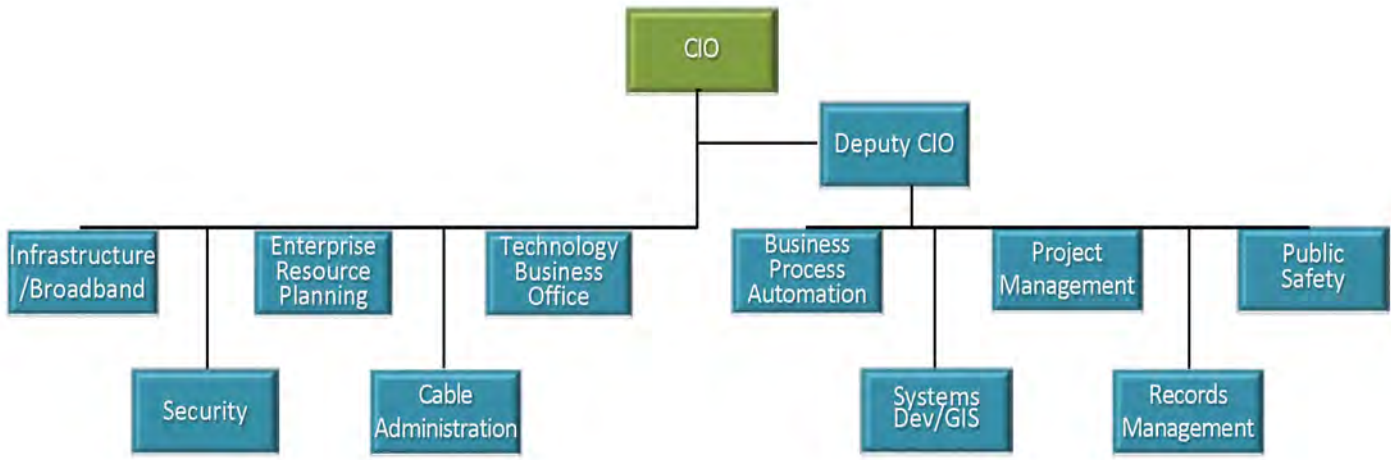 CIO
Deputy CIO
Infrastructure
/Broadband
Enterprise
Resource
Planning
Technology
Business
Office
Business
Process
Automation
Project
Management
Public
Safety
Security
Cable
Administration
Systems
Dev/GIS
Records
Management